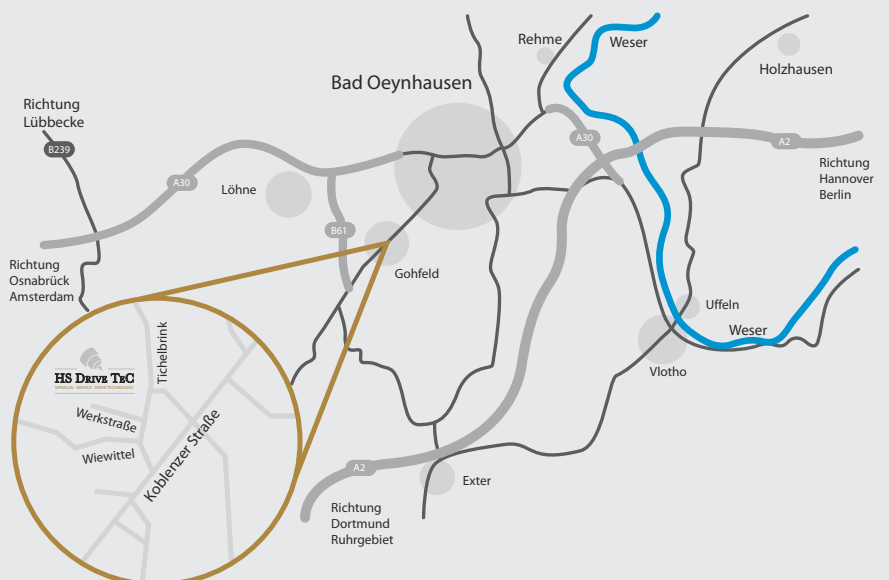 Rehme
Weser
Bad Oeynhausen
Holzhausen
Richtung
Lübbecke
B239
A30
A2
Richtung
Hannover
Berlin
A30
Löhne
B61
Gohfeld
Richtung
Osnabrück
Amsterdam
Uffeln
Weser
Vlotho
Tichelbrink
HS DRIVE TEC
Werkstraße
Wiewittel
Koblenzer Straße
A2
Exter
Richtung
Dortmund
Ruhrgebiet